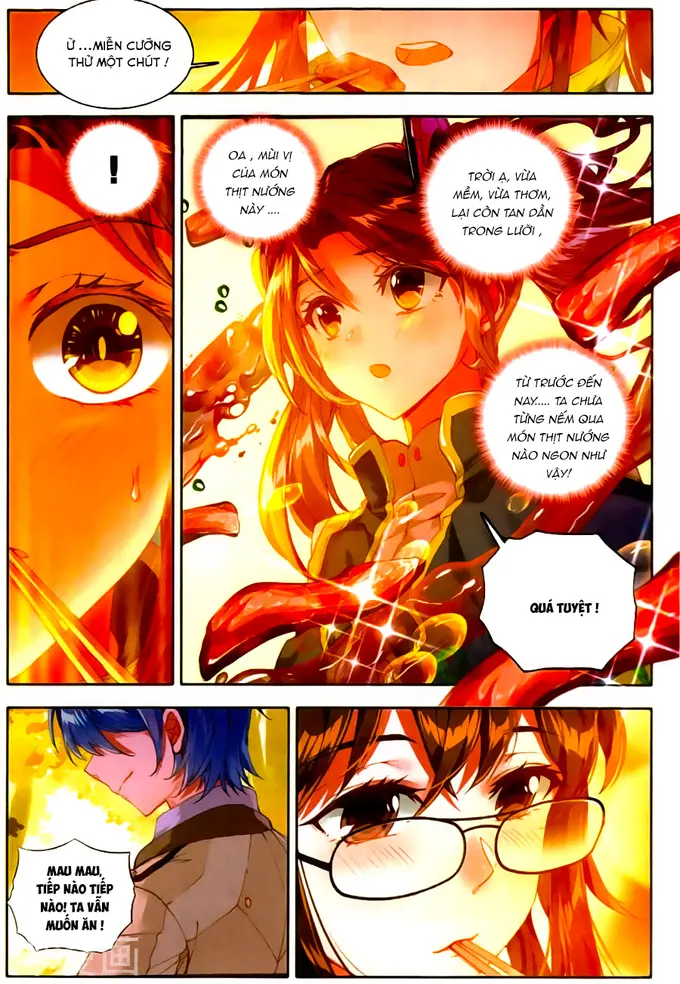 Ừ ...MIỄN CƯỠNG
THỬ MỘT CHÚT !
!
OA , MÙI VỊ
CỦA MÓN
THỊT NƯỚNG
NÀY ....
TRỜI Ạ, VỪA
MỀM, VỪA THƠM,
LẠI CÒN TAN DẦN
TRONG LƯỠI ,
TỪ TRƯỚC ĐẾN
NAY.... TA CHƯA
TỪNG NẾM QUA
MÓN THỊT NƯỚNG
NÀO NGON NHƯ
VẬY!
QUÁ TUYỆT !
MAU MAU,
TIẾP NÀO TIẾP
NÀO! TA VẪN
MUỐN ĂN !